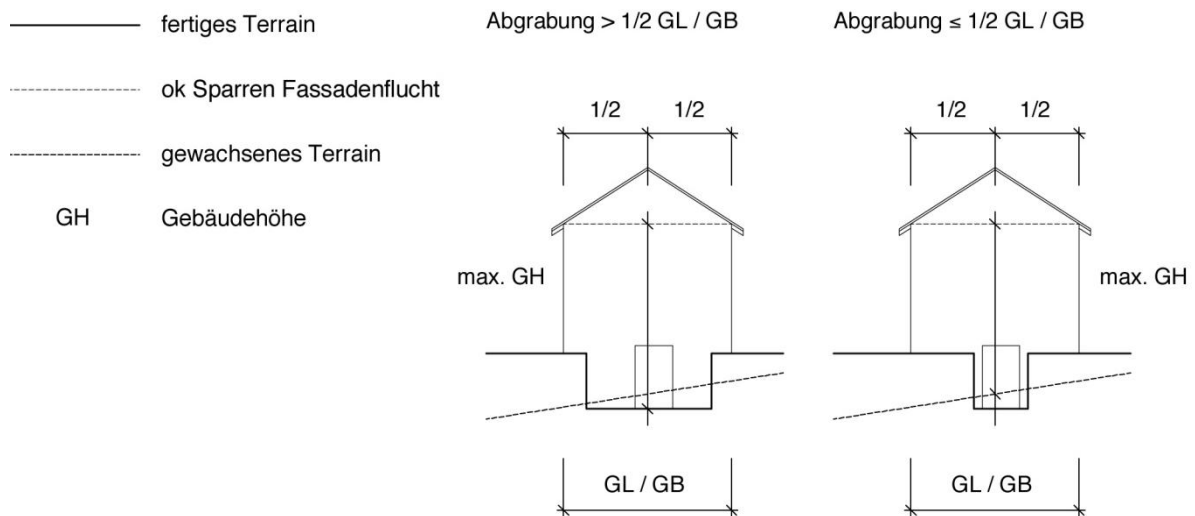 fertiges Terrain
ok Sparren Fassadenflucht
gewachsenes Terrain
GH Gebäudehöhe
Abgrabung > 1/2 GL / GB
1/2 1/2
max. GH
GL / GB
Abgrabung ≤ 1/2 GL / GB
1/2 1/2
max. GH
GL / GB